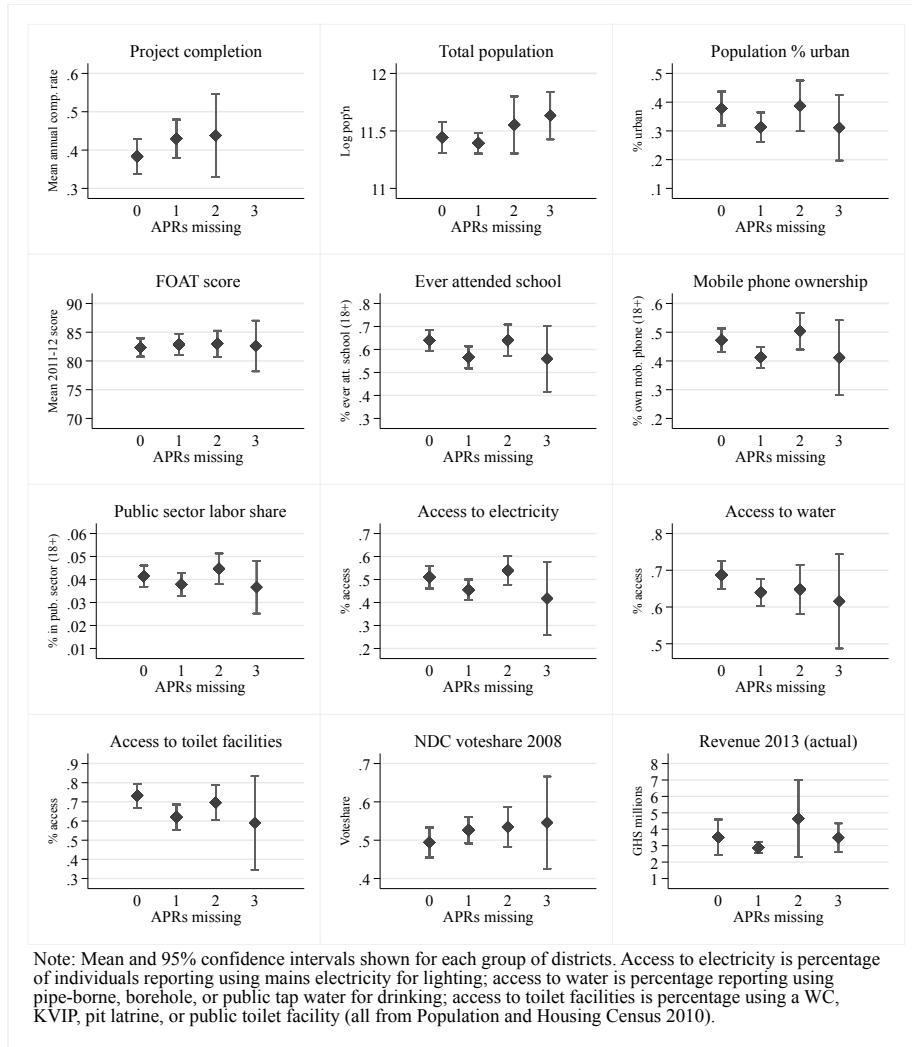 Project completion
Mean annual comp. rate
.6
.5
.4
.3
0 1 2 3
APRs missing
Total population
Log pop'n
12
11.5
11
0 1 2 3
APRs missing
Population % urban
% urban
.5
.4
.3
.2
.1
0 1 2 3
APRs missing
FOAT score
Mean 2011-12 score
90
85
80
75
70
0 1 2 3
APRs missing
Ever attended school
% ever att. school (18+)
.8
.7
.6
.5
.4
.3
0 1 2 3
APRs missing
Mobile phone ownership
% own mob. phone (18+)
.6
.5
.4
.3
.2
0 1 2 3
APRs missing
Public sector labor share
% in pub. sector (18+)
.06
.05
.04
.03
.02
.01
0 1 2 3
APRs missing
Access to electricity
% access
.7
.6
.5
.4
.3
.2
0 1 2 3
APRs missing
Access to water
% access
.8
.7
.6
.5
0 1 2 3
APRs missing
Access to toilet facilities
% access
.9
.8
.7
.6
.5
.4
.3
0 1 2 3
APRs missing
NDC voteshare 2008
Voteshare
.7
.6
.5
.4
0 1 2 3
APRs missing
Revenue 2013 (actual)
GHS millions
8
7
6
5
4
3
2
1
0 1 2 3
APRs missing
Note: Mean and 95% confidence intervals shown for each group of districts. Access to electricity is percentage
of individuals reporting using mains electricity for lighting; access to water is percentage reporting using
pipe-borne, borehole, or public tap water for drinking; access to toilet facilities is percentage using a WC,
KVIP, pit latrine, or public toilet facility (all from Population and Housing Census 2010).